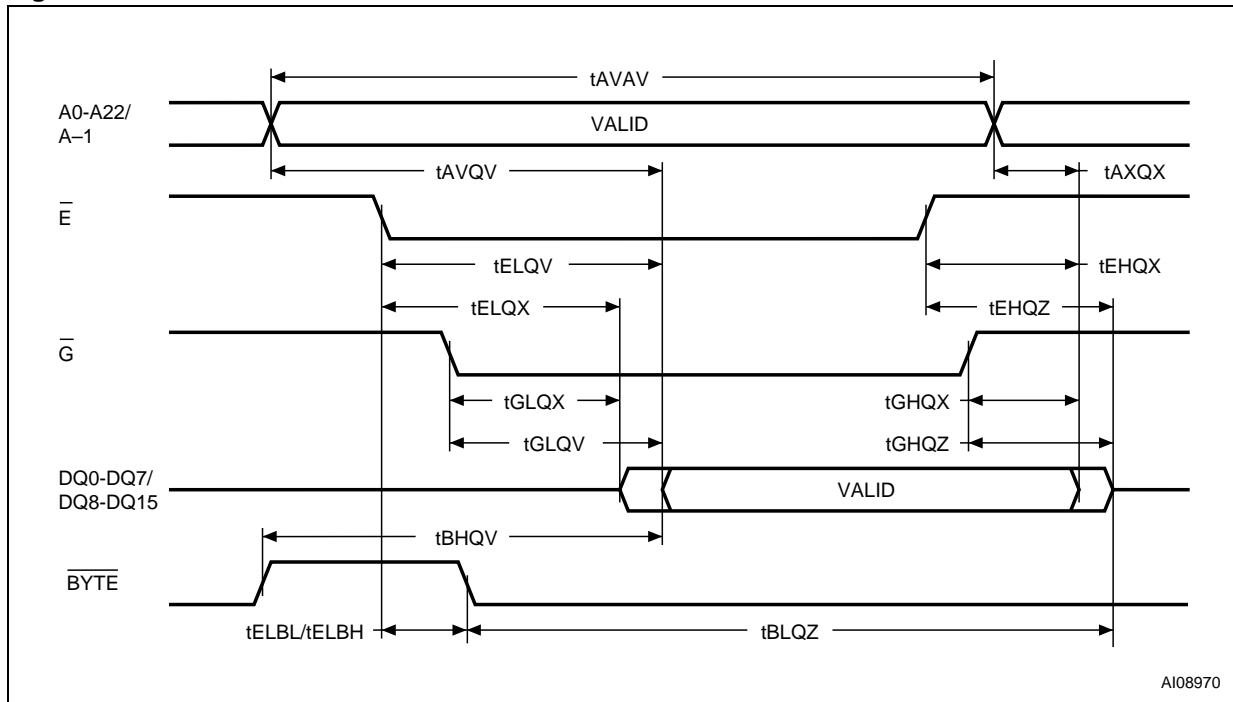 tAVAV
A0-A22/
A–1
VALID
tAVQV
tAXQX
E
tELQV
tEHQX
tELQX
tEHQZ
G
tGLQX
tGHQX
tGLQV
tGHQZ
DQ0-DQ7/
DQ8-DQ15
VALID
tBHQV
BYTE
tELBL/tELBH
tBLQZ
AI08970